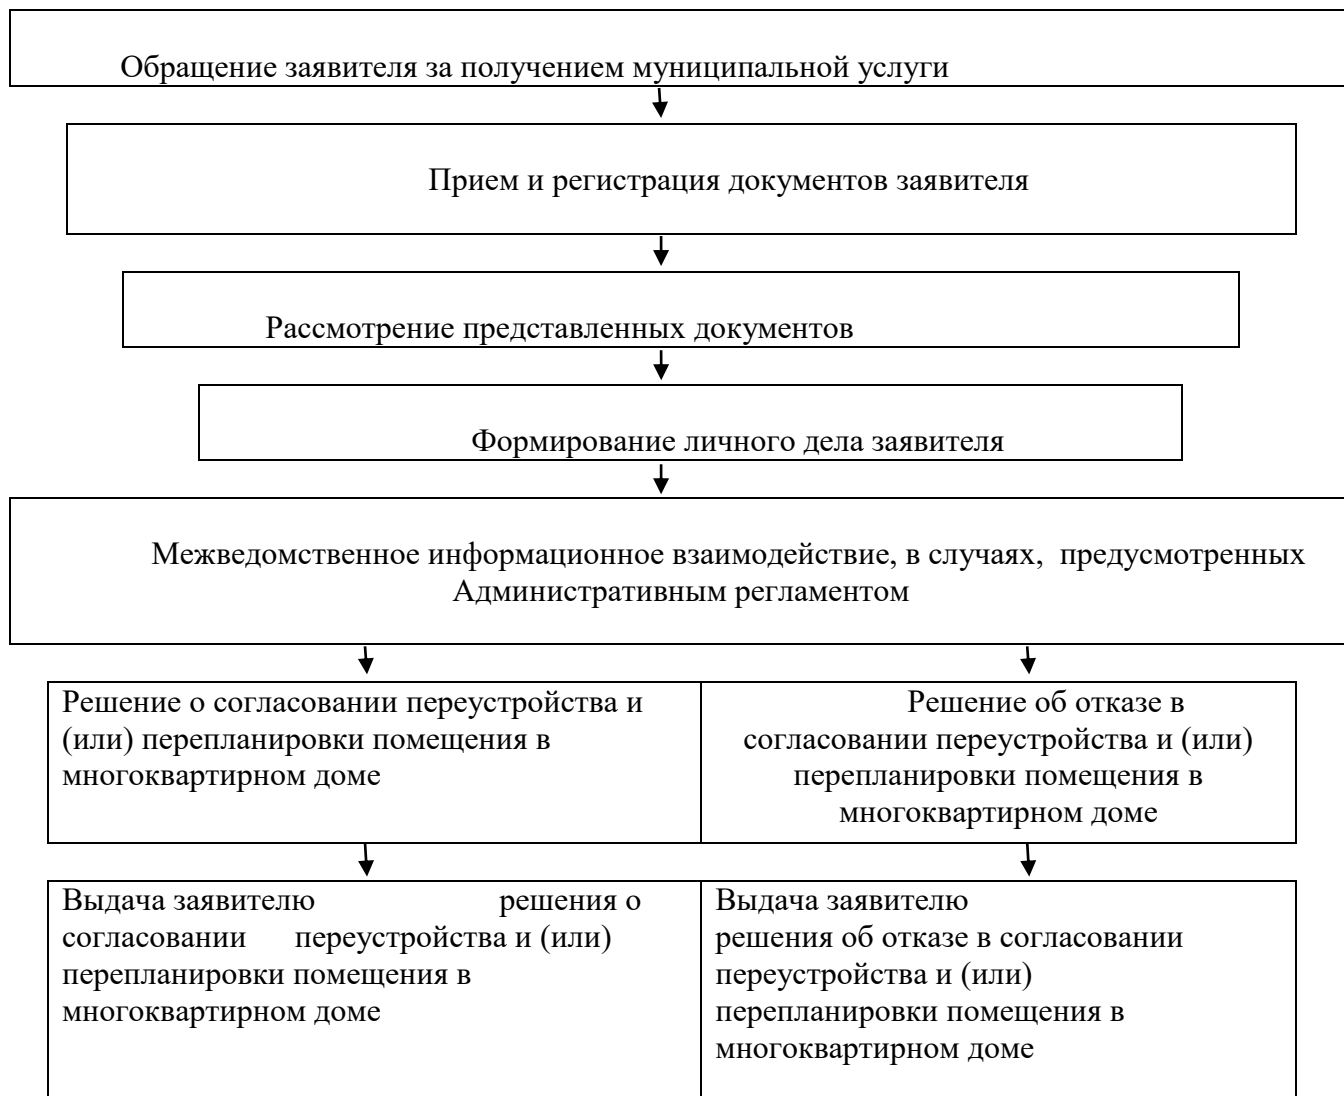 Обращение заявителя за получением муниципальной услуги
Прием и регистрация документов заявителя
Рассмотрение представленных документов
Формирование личного дела заявителя
Межведомственное информационное взаимодействие, в случаях, предусмотренных
Административным регламентом
Решение о согласовании переустройства и
(или) перепланировки помещения в
многоквартирном доме
Решение об отказе в
согласовании переустройства и (или)
перепланировки помещения в
многоквартирном доме
Выдача заявителю решения о
согласовании переустройства и (или)
перепланировки помещения в
многоквартирном доме
Выдача заявителю
решения об отказе в согласовании
переустройства и (или)
перепланировки помещения в
многоквартирном доме